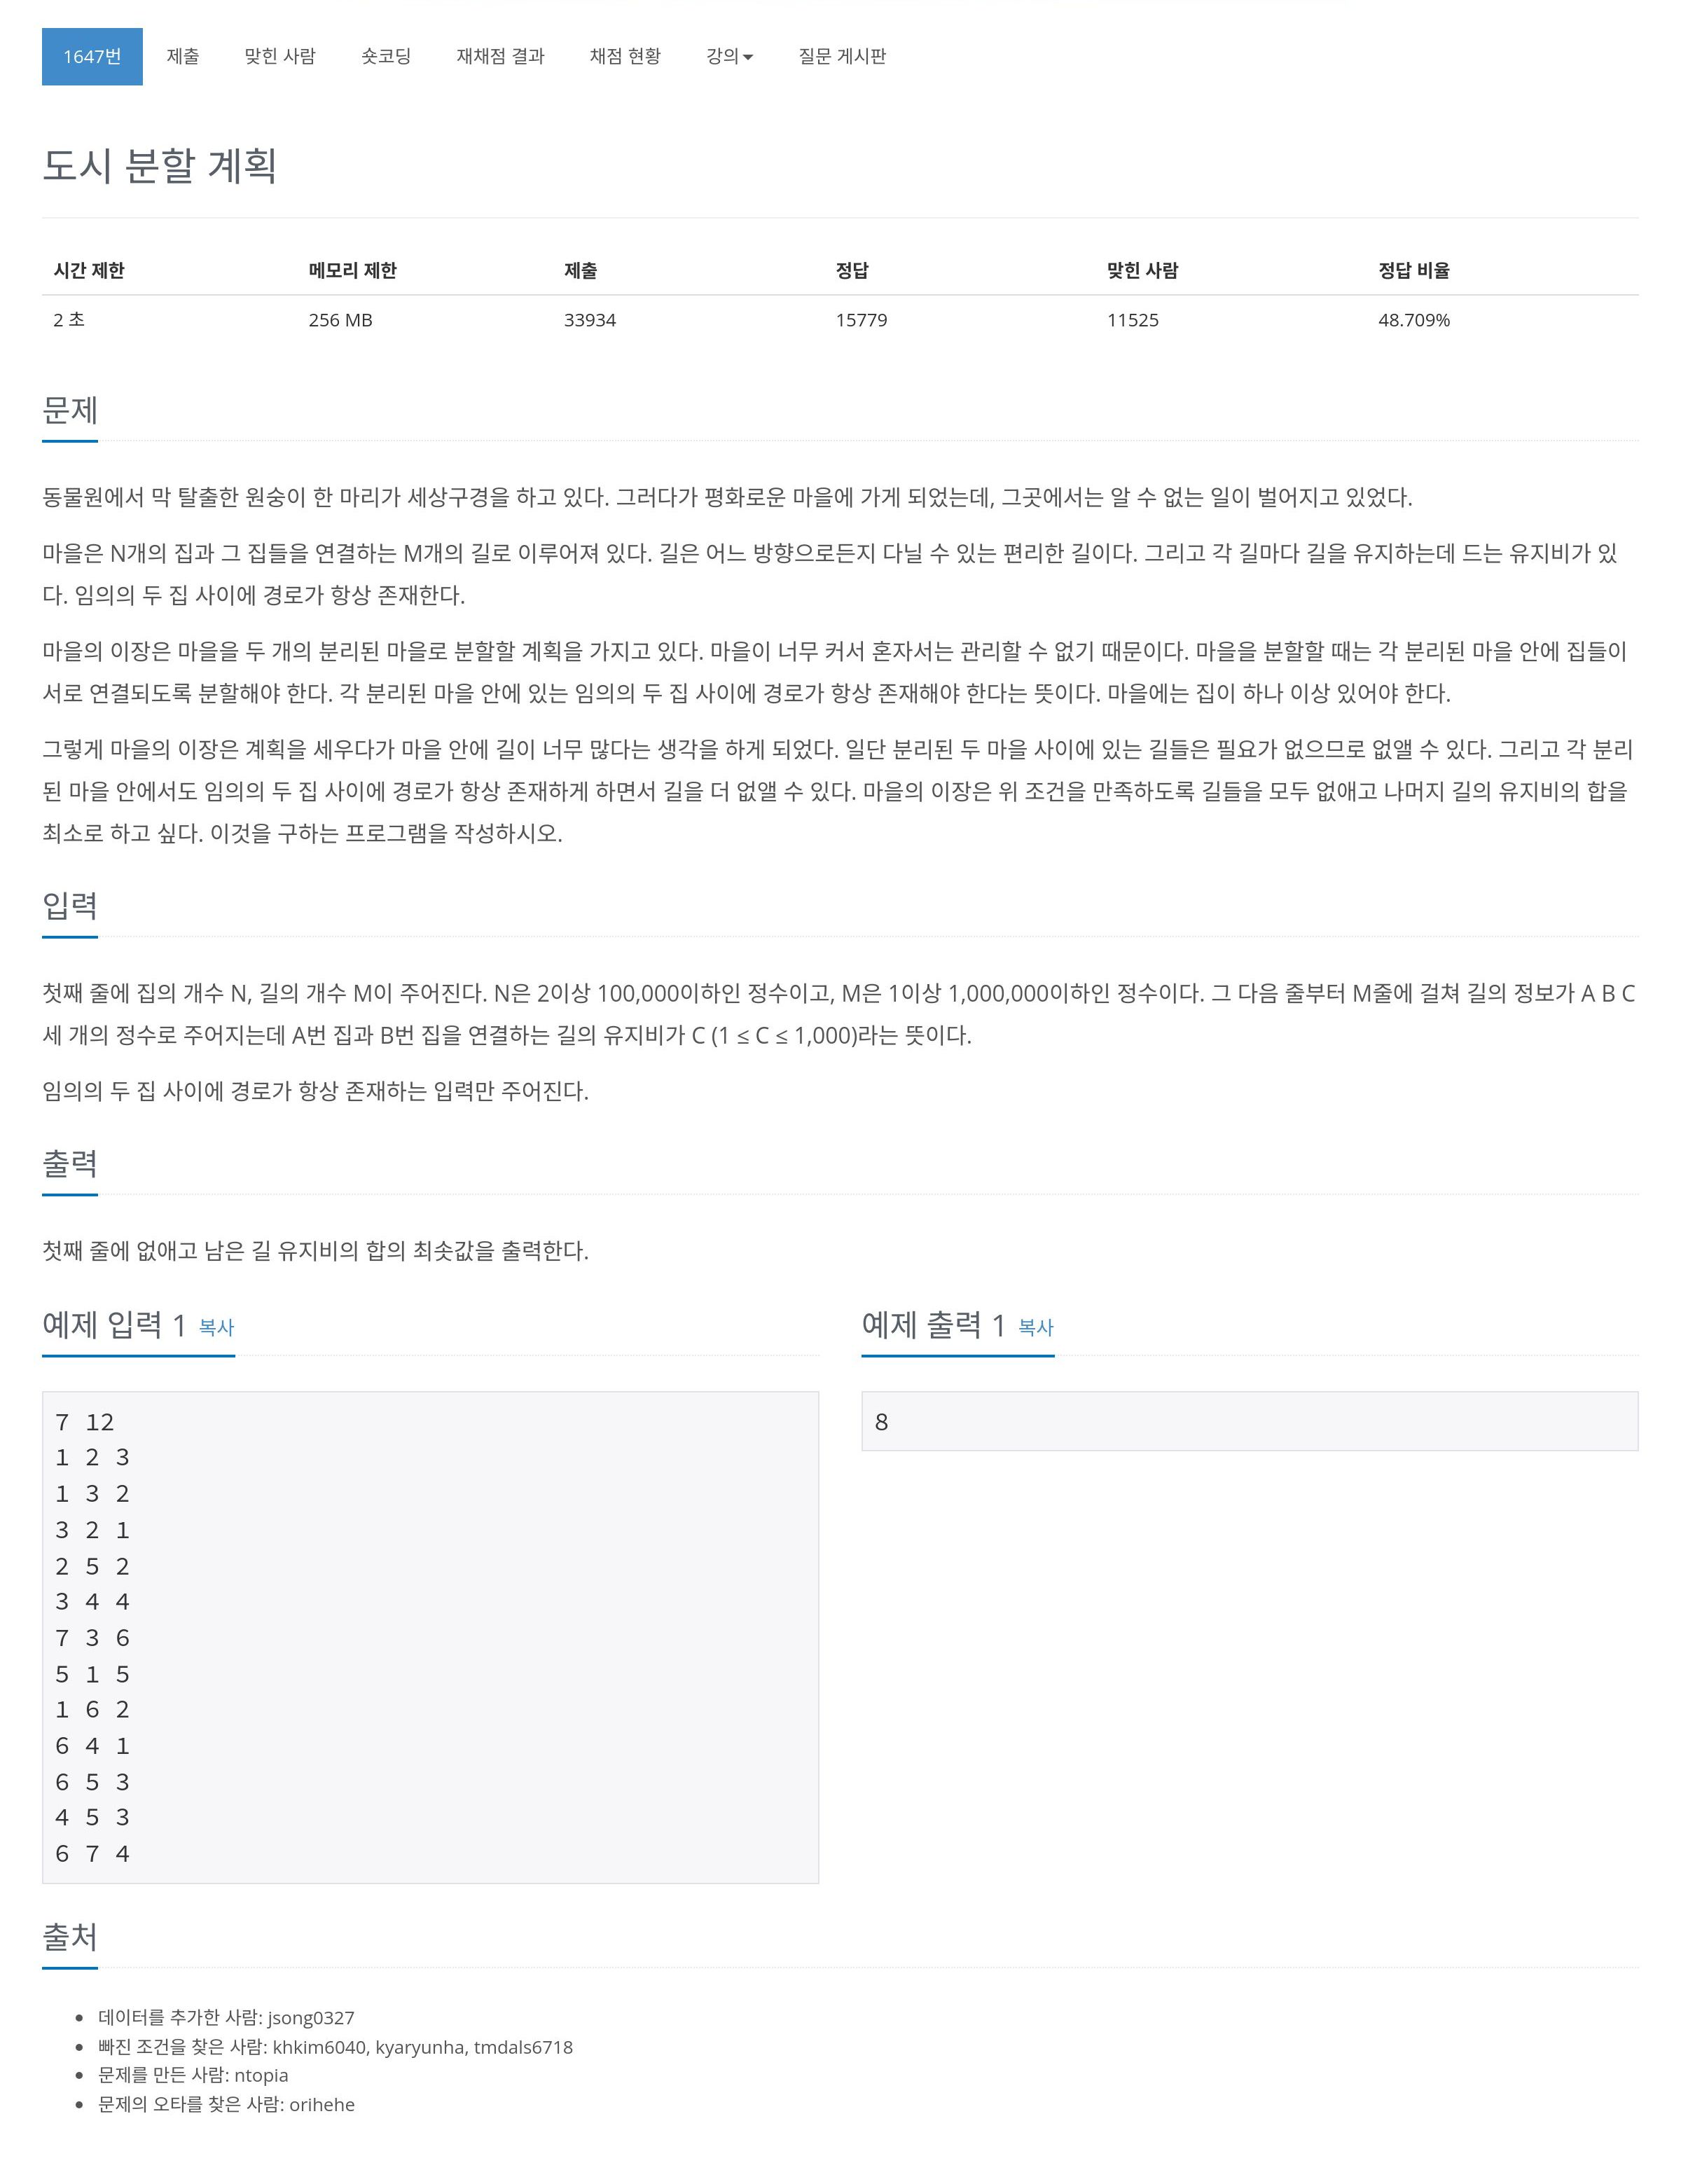 1647번 제출 맞힌 사람 숏코딩 재채점 결과 채점 현황 강의 질문 게시판
도시 분할 계획
시간 제한 메모리 제한 제출 정답 맞힌 사람 정답 비율
2 초 256 MB 33934 15779 11525 48.709%
문제
동물원에서 막 탈출한 원숭이 한 마리가 세상구경을 하고 있다. 그러다가 평화로운 마을에 가게 되었는데, 그곳에서는 알 수 없는 일이 벌어지고 있었다.
마을은 N개의 집과 그 집들을 연결하는 M개의 길로 이루어져 있다. 길은 어느 방향으로든지 다닐 수 있는 편리한 길이다. 그리고 각 길마다 길을 유지하는데 드는 유지비가 있
다. 임의의 두 집 사이에 경로가 항상 존재한다.
마을의 이장은 마을을 두 개의 분리된 마을로 분할할 계획을 가지고 있다. 마을이 너무 커서 혼자서는 관리할 수 없기 때문이다. 마을을 분할할 때는 각 분리된 마을 안에 집들이
서로 연결되도록 분할해야 한다. 각 분리된 마을 안에 있는 임의의 두 집 사이에 경로가 항상 존재해야 한다는 뜻이다. 마을에는 집이 하나 이상 있어야 한다.
그렇게 마을의 이장은 계획을 세우다가 마을 안에 길이 너무 많다는 생각을 하게 되었다. 일단 분리된 두 마을 사이에 있는 길들은 필요가 없으므로 없앨 수 있다. 그리고 각 분리
된 마을 안에서도 임의의 두 집 사이에 경로가 항상 존재하게 하면서 길을 더 없앨 수 있다. 마을의 이장은 위 조건을 만족하도록 길들을 모두 없애고 나머지 길의 유지비의 합을
최소로 하고 싶다. 이것을 구하는 프로그램을 작성하시오.
입력
첫째 줄에 집의 개수 N, 길의 개수 M이 주어진다. N은 2이상 100,000이하인 정수이고, M은 1이상 1,000,000이하인 정수이다. 그 다음 줄부터 M줄에 걸쳐 길의 정보가 A B C
세 개의 정수로 주어지는데 A번 집과 B번 집을 연결하는 길의 유지비가 C (1 ≤ C ≤ 1,000)라는 뜻이다.
임의의 두 집 사이에 경로가 항상 존재하는 입력만 주어진다.
출력
첫째 줄에 없애고 남은 길 유지비의 합의 최솟값을 출력한다.
예제 입력 1 복사
7 12
1 2 3
1 3 2
3 2 1
2 5 2
3 4 4
7 3 6
5 1 5
1 6 2
6 4 1
6 5 3
4 5 3
6 7 4
예제 출력 1 복사
8
출처
데이터를 추가한 사람: jsong0327
빠진 조건을 찾은 사람: khkim6040, kyaryunha, tmdals6718
문제를 만든 사람: ntopia
문제의 오타를 찾은 사람: orihehe